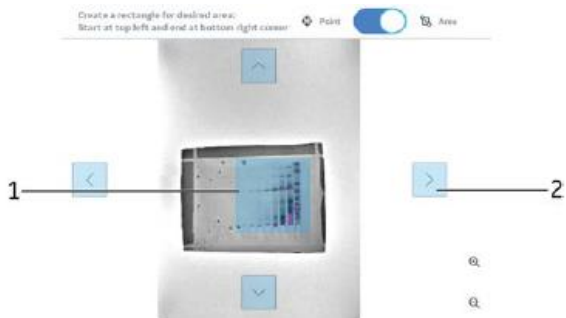 Create a rectangle for desired area:
Start at top left and end at bottom right corner
Point
Area
1
2